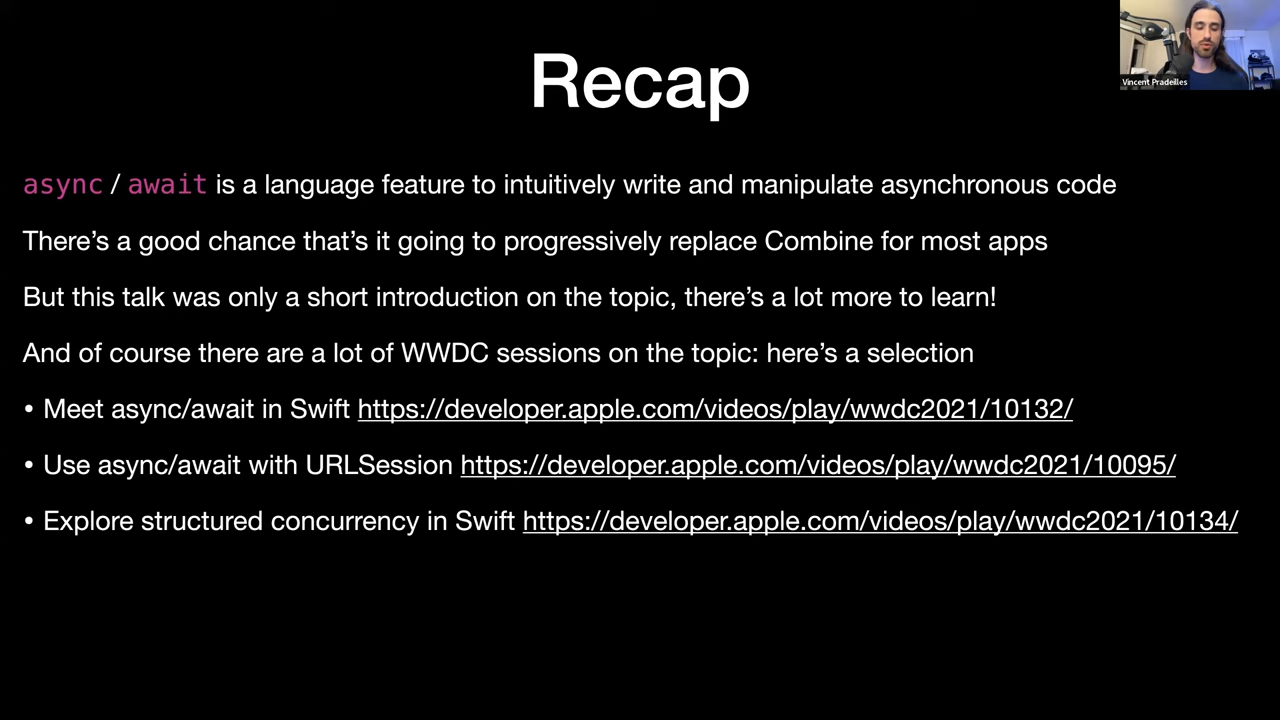 Recap
Vincent Pradeilles
async / await is a language feature to intuitively write and manipulate asynchronous code
There’s a good chance that’s it going to progressively replace Combine for most apps
But this talk was only a short introduction on the topic, there’s a lot more to learn!
And of course there are a lot of WWDC sessions on the topic: here’s a selection
• Meet async/await in Swift https://developer.apple.com/videos/play/wwdc2021/10132/
• Use async/await with URLSession https://developer.apple.com/videos/play/wwdc2021/10095/
• Explore structured concurrency in Swift https://developer.apple.com/videos/play/wwdc2021/10134/